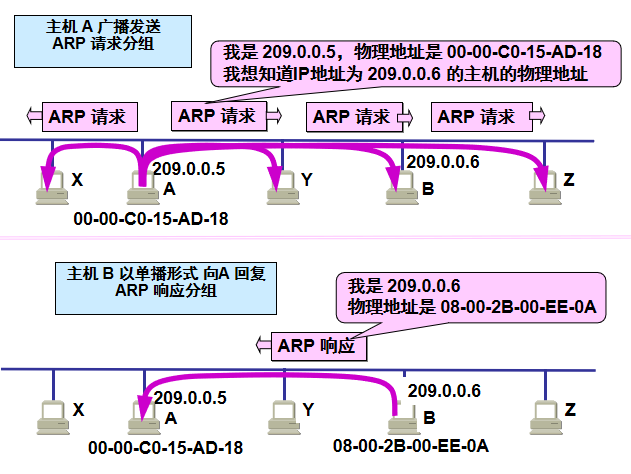 主机 A 广播发送
ARP 请求分组
我是 209.0.0.5，物理地址是 00-00-C0-15-AD-18
我想知道IP地址为 209.0.0.6 的主机的物理地址
ARP 请求
ARP 请求
ARP 请求
ARP 请求
209.0.0.5
209.0.0.6
X
A
Y
B
Z
00-00-C0-15-AD-18
主机 B 以单播形式 向A 回复
ARP 响应分组
我是 209.0.0.6
物理地址是 08-00-2B-00-EE-0A
ARP 响应
209.0.0.5
209.0.0.6
X
A
Y
B
Z
00-00-C0-15-AD-18
08-00-2B-00-EE-0A